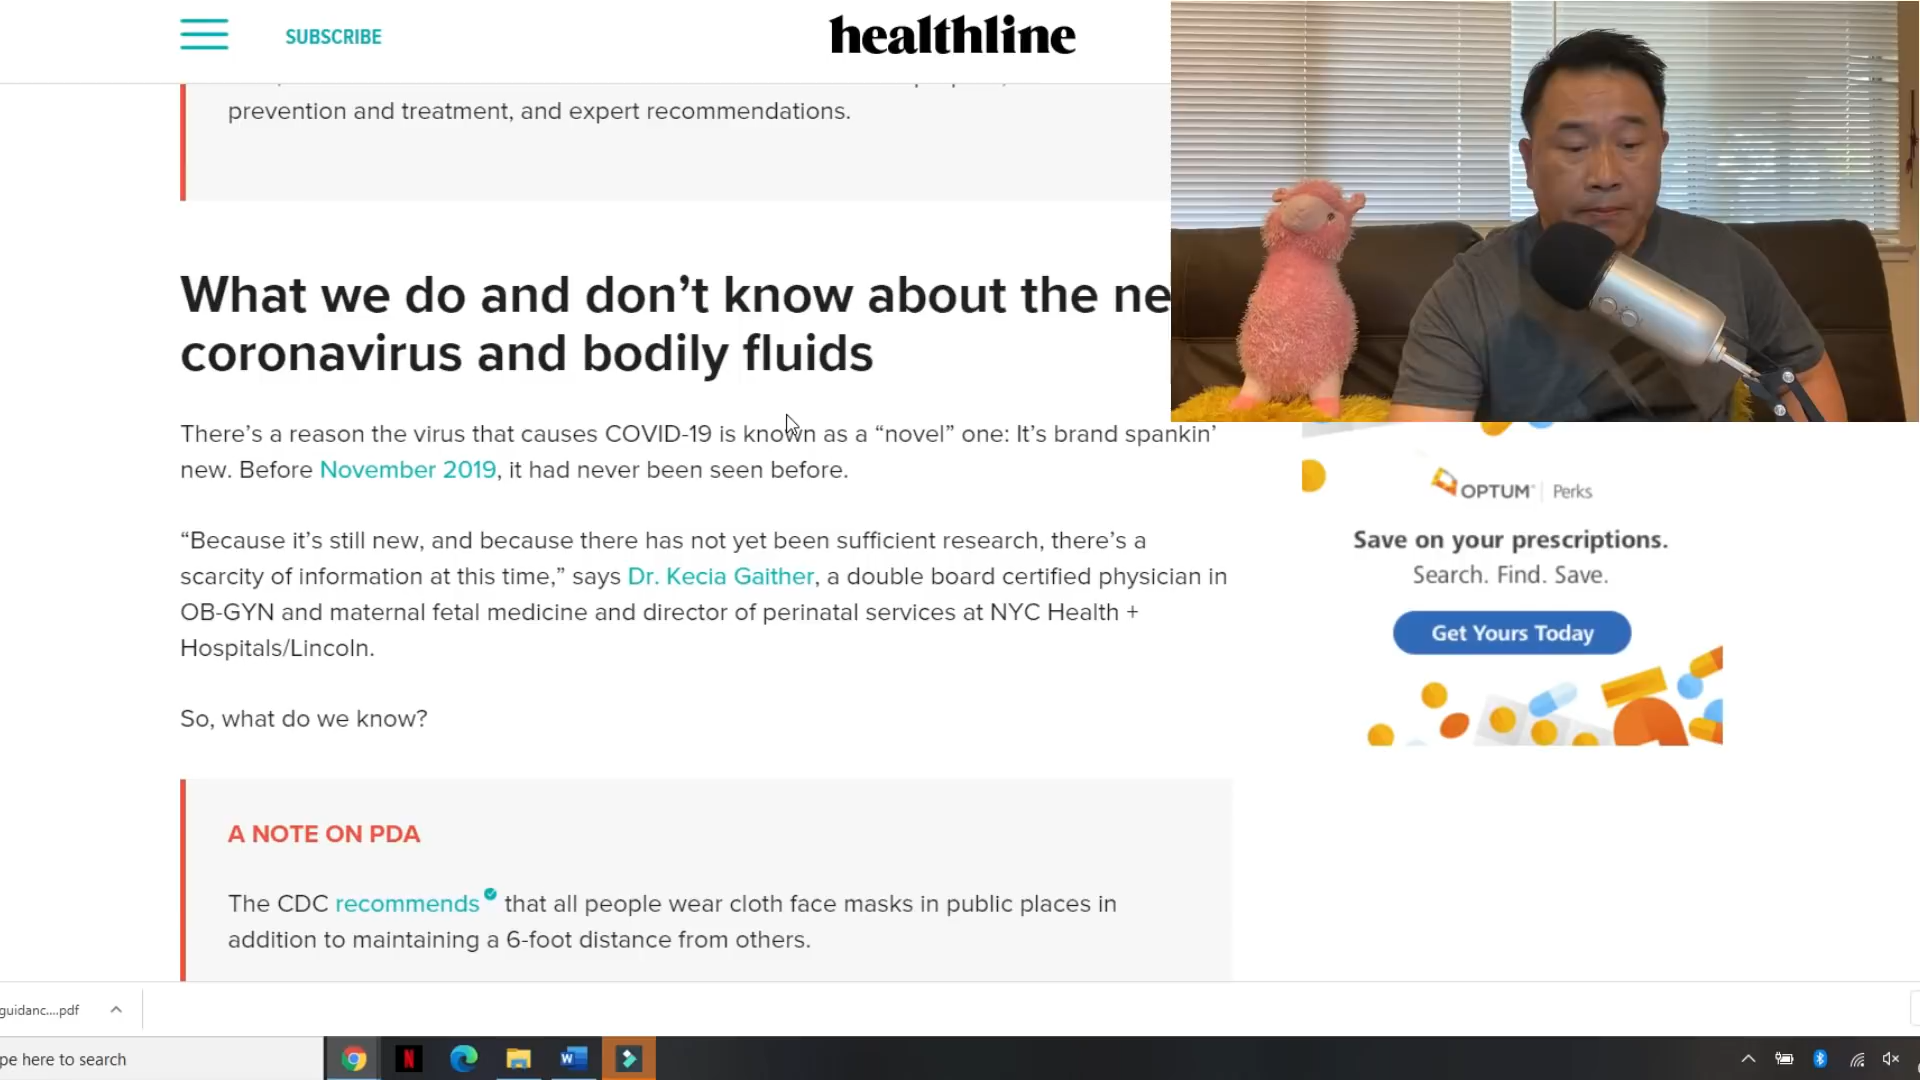 SUBSCRIBE
healthline
prevention and treatment, and expert recommendations.
What we do and don’t know about the ne
coronavirus and bodily fluids
There’s a reason the virus that causes COVID-19 is known as a “novel” one: It’s brand spankin’
new. Before November 2019, it had never been seen before.
“Because it’s still new, and because there has not yet been sufficient research, there’s a
scarcity of information at this time,” says Dr. Kecia Gaither, a double board certified physician in
OB-GYN and maternal fetal medicine and director of perinatal services at NYC Health +
Hospitals/Lincoln.
So, what do we know?
A NOTE ON PDA
The CDC recommends that all people wear cloth face masks in public places in
addition to maintaining a 6-foot distance from others.
OPTUM Perks
Save on your prescriptions.
Search. Find. Save.
Get Yours Today
guidanc....pdf
pe here to search
N
W